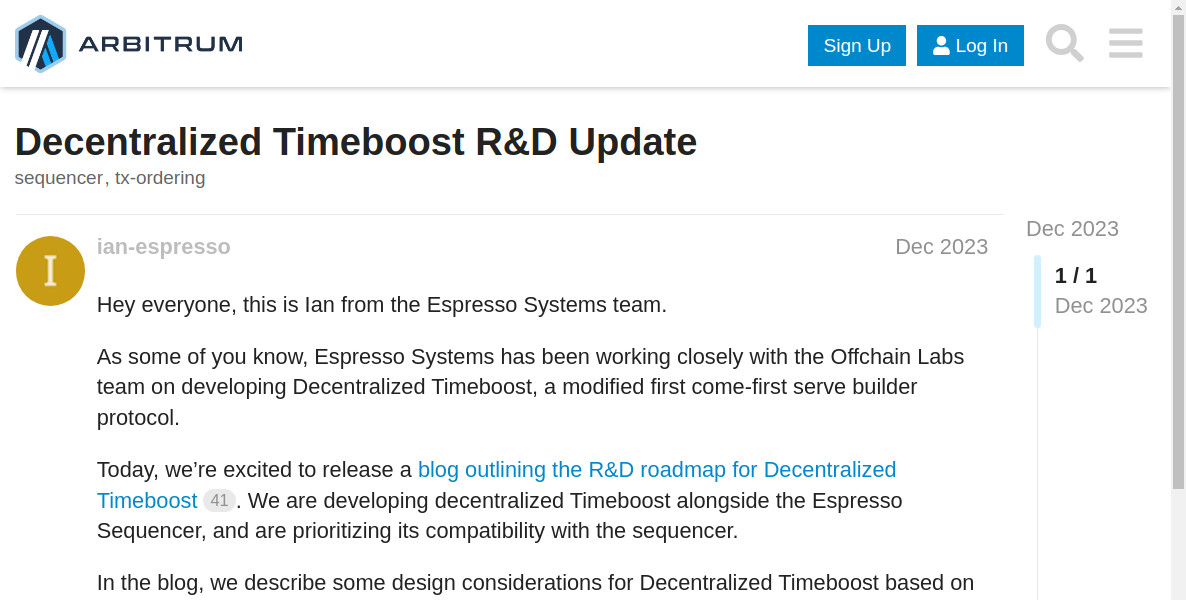 ARBITRUM
Sign Up
Log In
Decentralized Timeboost R&D Update
sequencer, tx-ordering
I
ian-espresso
Dec 2023
Dec 2023
1 / 1
Dec 2023
Hey everyone, this is Ian from the Espresso Systems team.
As some of you know, Espresso Systems has been working closely with the Offchain Labs
team on developing Decentralized Timeboost, a modified first come-first serve builder
protocol.
Today, we’re excited to release a blog outlining the R&D roadmap for Decentralized
Timeboost 41. We are developing decentralized Timeboost alongside the Espresso
Sequencer, and are prioritizing its compatibility with the sequencer.
In the blog, we describe some design considerations for Decentralized Timeboost based on